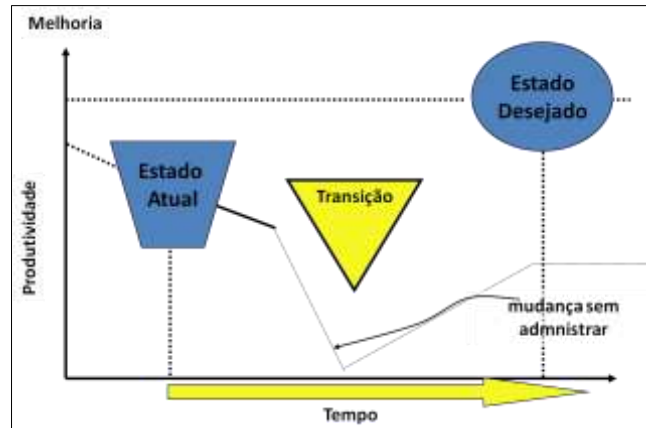 Melhoria
Estado
Desejado
Estado
Atual
Transição
Produtividade
mudança sem
admnistrar
Tempo